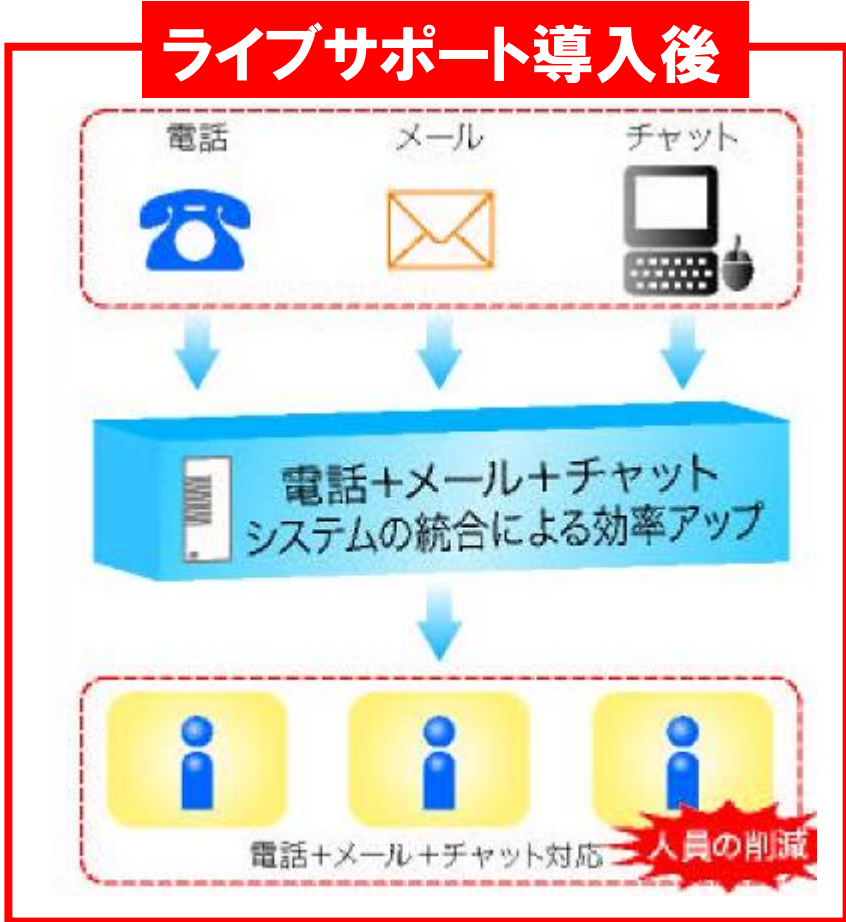 ライブサポート導入後
電話
メール
チャット
電話+メール+チャット
システムの統合による効率アップ
電話+メール+チャット対応
人員の削減